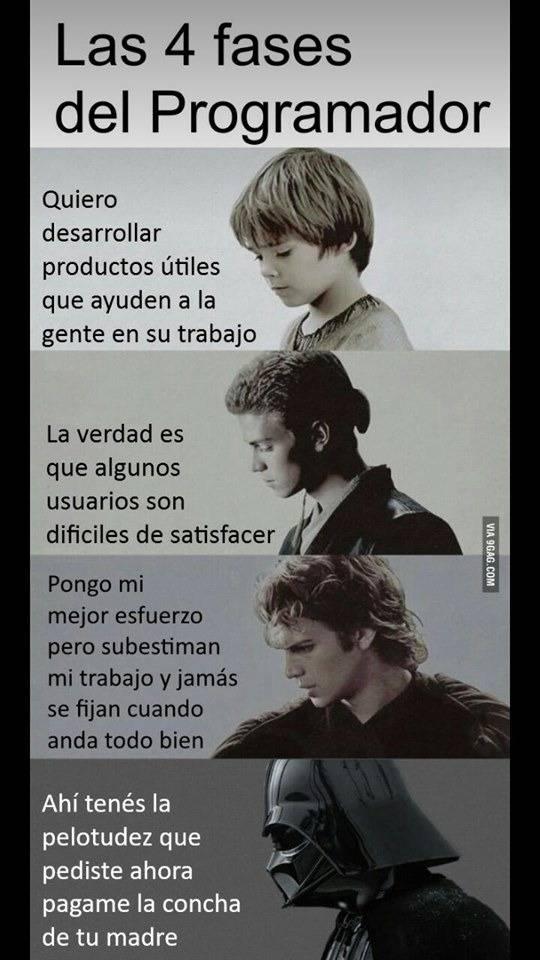 Las 4 fases
del Programador
Quiero
desarrollar
productos útiles
que ayuden a la
gente en su trabajo
La verdad es
que algunos
usuarios son
dificiles de satisfacer
VIA 9GAG.COM
Pongo mi
mejor esfuerzo
pero subestiman
mi trabajo y jamás
se fijan cuando
anda todo bien
Ahí tenés la
pelotudez que
pediste ahora
pagame la concha
de tu madre